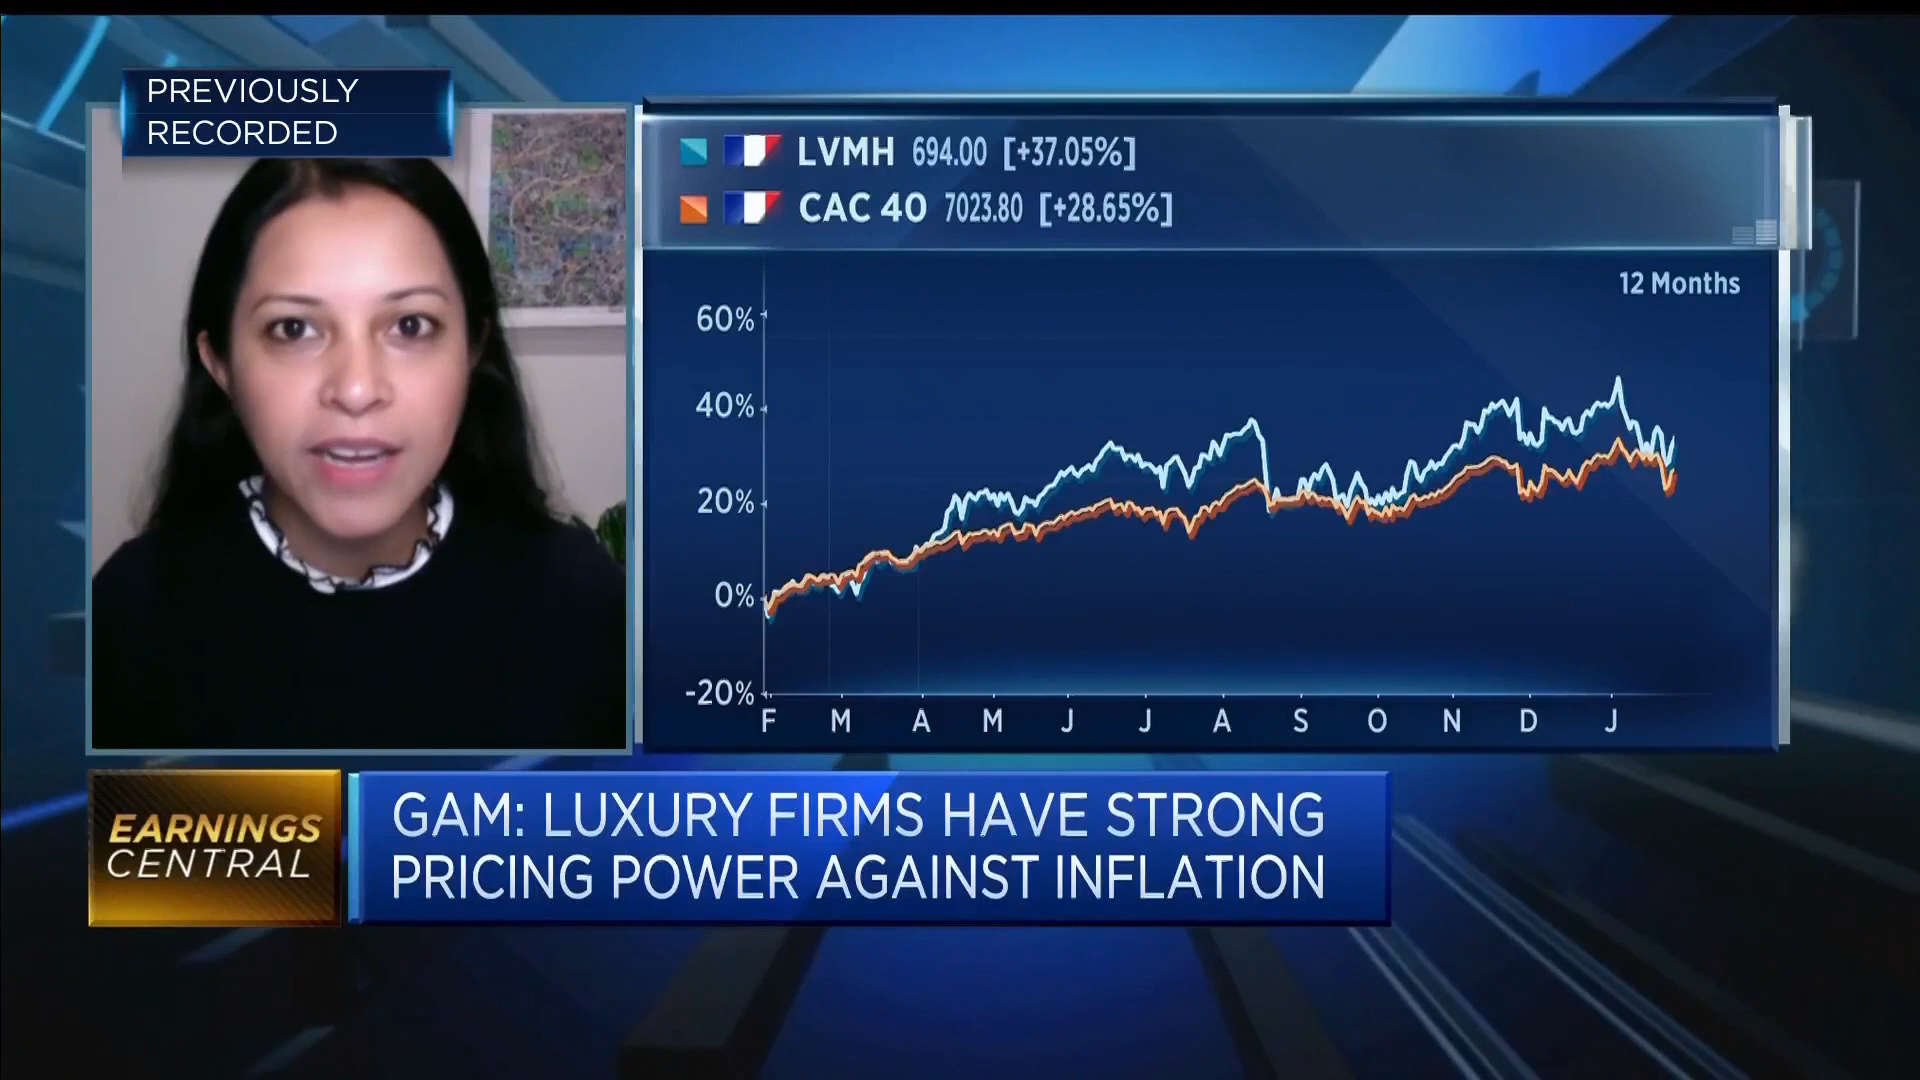 PREVIOUSLY
RECORDED
LVMH 694.00 [+37.05%]
CAC 40 7023.80 [+28.65%]
12 Months
60%
40%
20%
0%
-20%
F M A M J J A S O N D J
EARNINGS
CENTRAL
GAM: LUXURY FIRMS HAVE STRONG
PRICING POWER AGAINST INFLATION